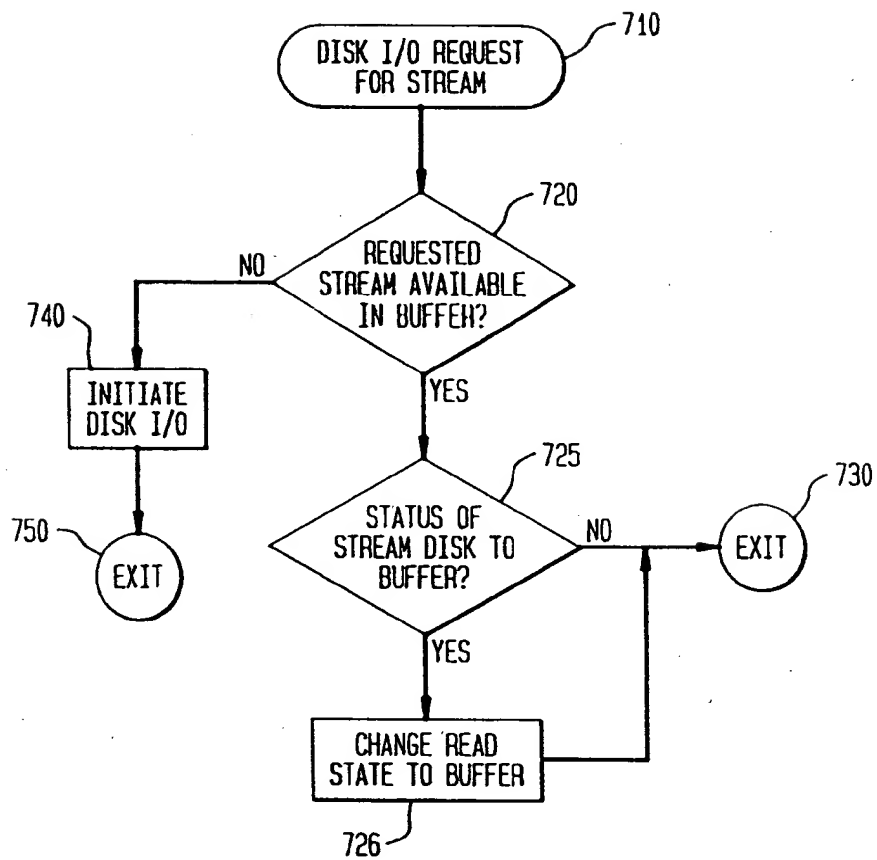 710
DISK I/O REQUEST
FOR STREAM
720
REQUESTED
STREAM AVAILABLE
IN BUFFER?
NO
YES
740
INITIATE
DISK I/O
750
EXIT
725
STATUS OF
STREAM DISK TO
BUFFER?
NO
YES
730
EXIT
CHANGE READ
STATE TO BUFFER
726